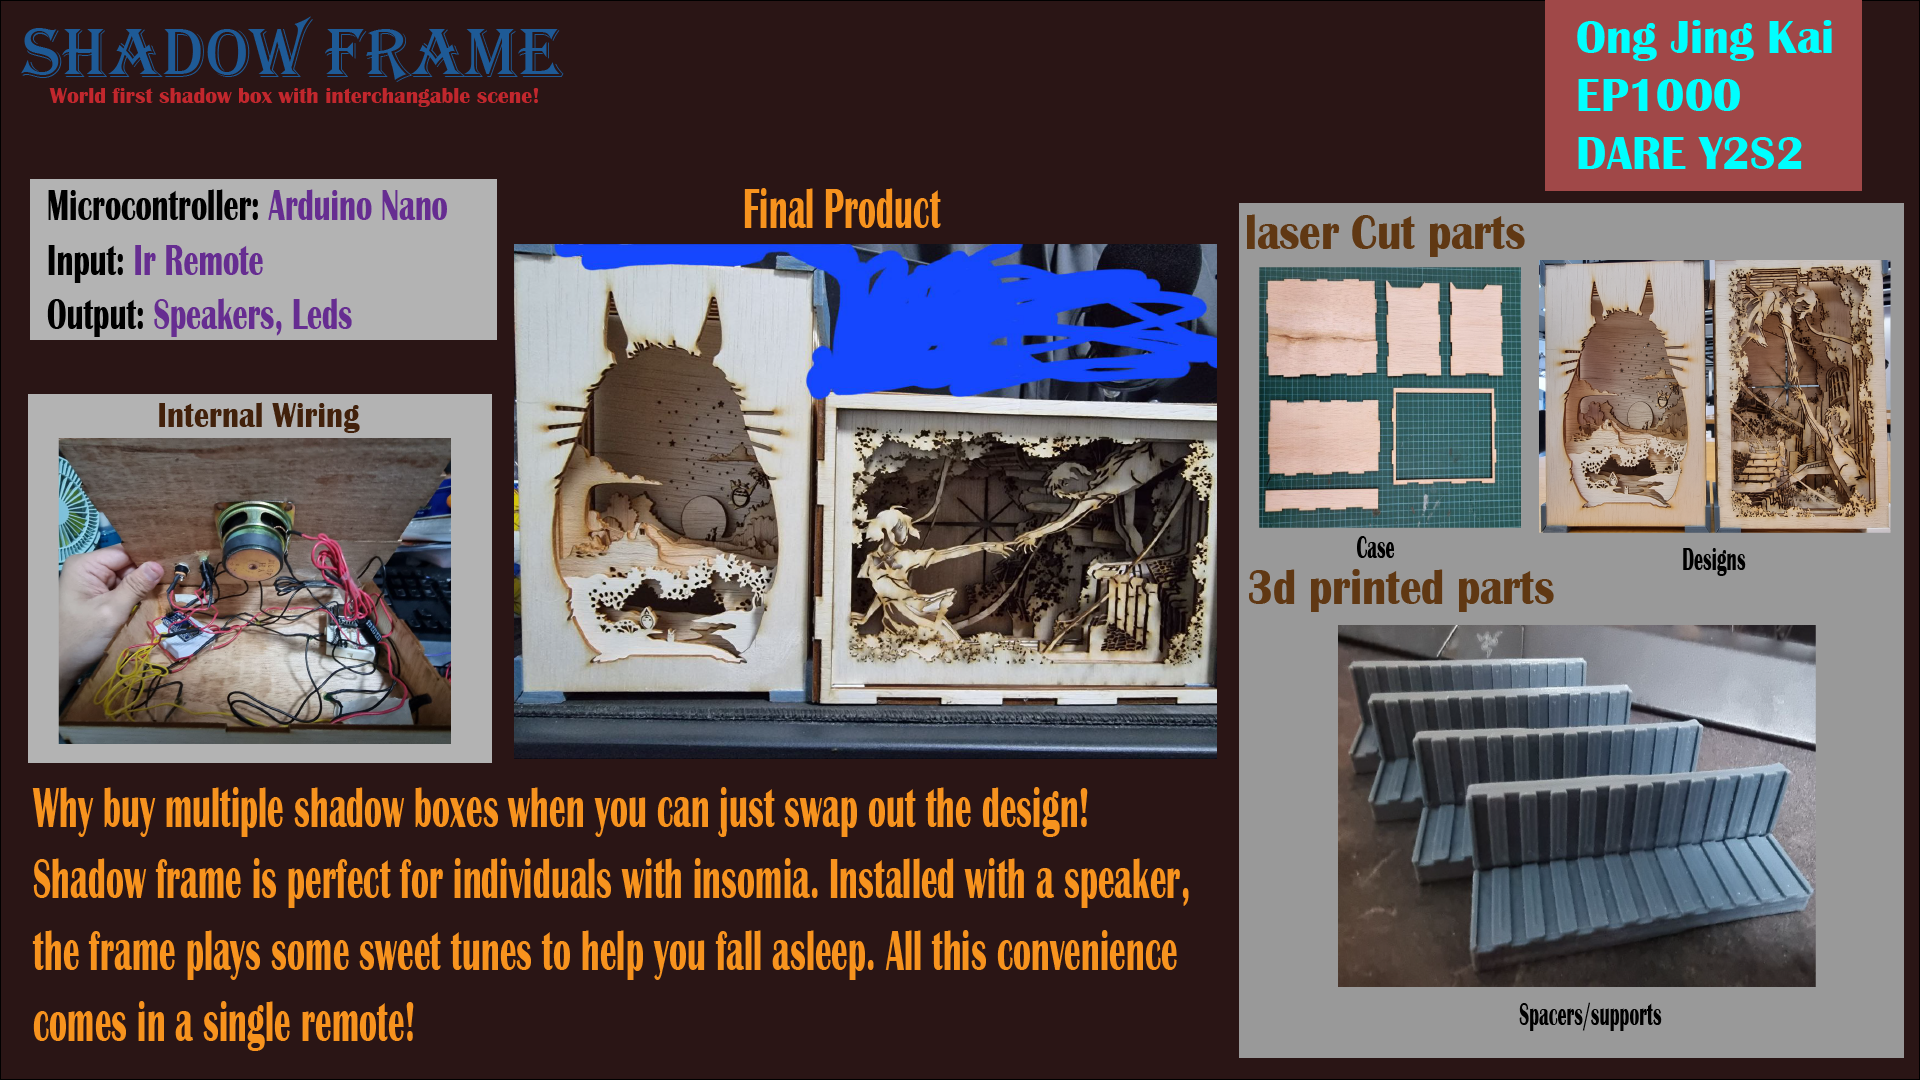 SHADOW FRAME
World first shadow box with interchangable scene!
Ong Jing Kai
EP1000
DARE Y2S2
Microcontroller: Arduino Nano
Input: Ir Remote
Output: Speakers, Leds
Internal Wiring
Final Product
laser Cut parts
Case
Designs
3d printed parts
Spacers/supports
Why buy multiple shadow boxes when you can just swap out the design!
Shadow frame is perfect for individuals with insomia. Installed with a speaker,
the frame plays some sweet tunes to help you fall asleep. All this convenience
comes in a single remote!